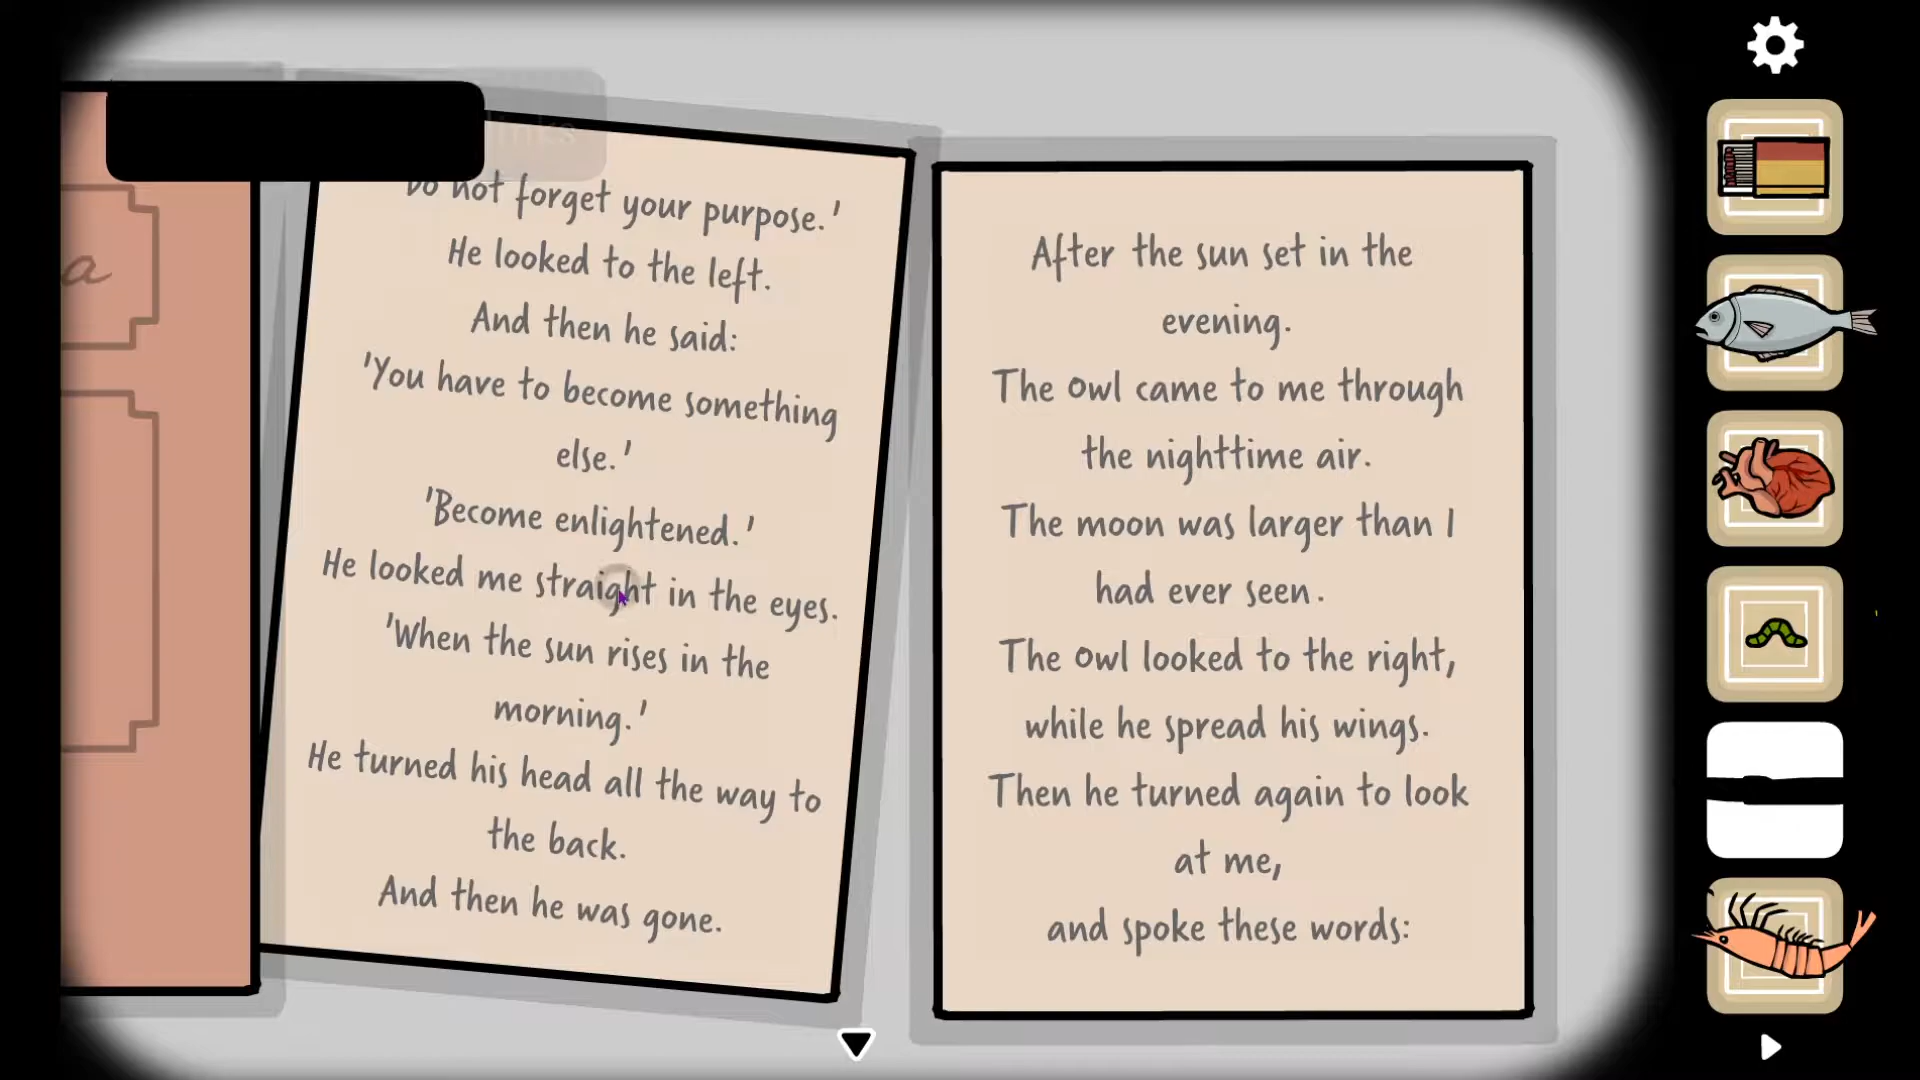 a
'Do not forget your purpose.'
He looked to the left.
And then he said:
'You have to become something
else.'
'Become enlightened.'
He looked me straight in the eyes.
'When the sun rises in the
morning.'
He turned his head all the way to
the back.
And then he was gone.
After the sun set in the
evening.
The Owl came to me through
the nighttime air.
The moon was larger than I
had ever seen.
The Owl looked to the right,
while he spread his wings.
Then he turned again to look
at me,
and spoke these words: